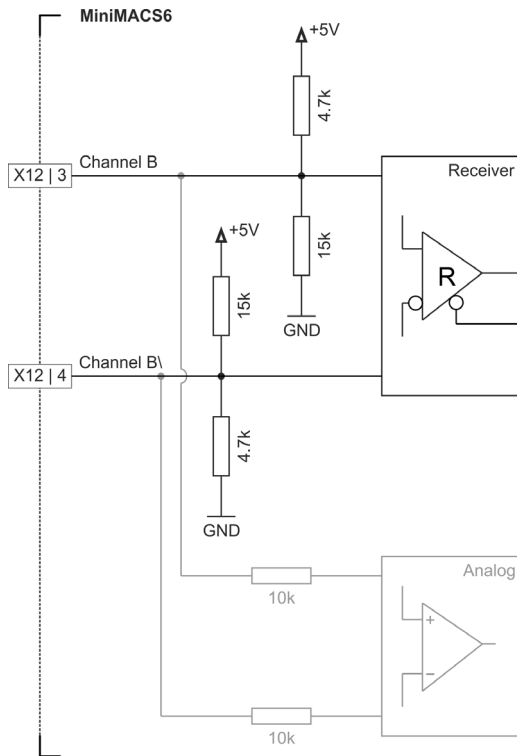 MiniMACS6
+5V
4.7k
X12 | 3
Channel B
Receiver
+5V
15k
15k
R
GND
X12 | 4
Channel B\
4.7k
GND
Analog
10k
+
−
10k